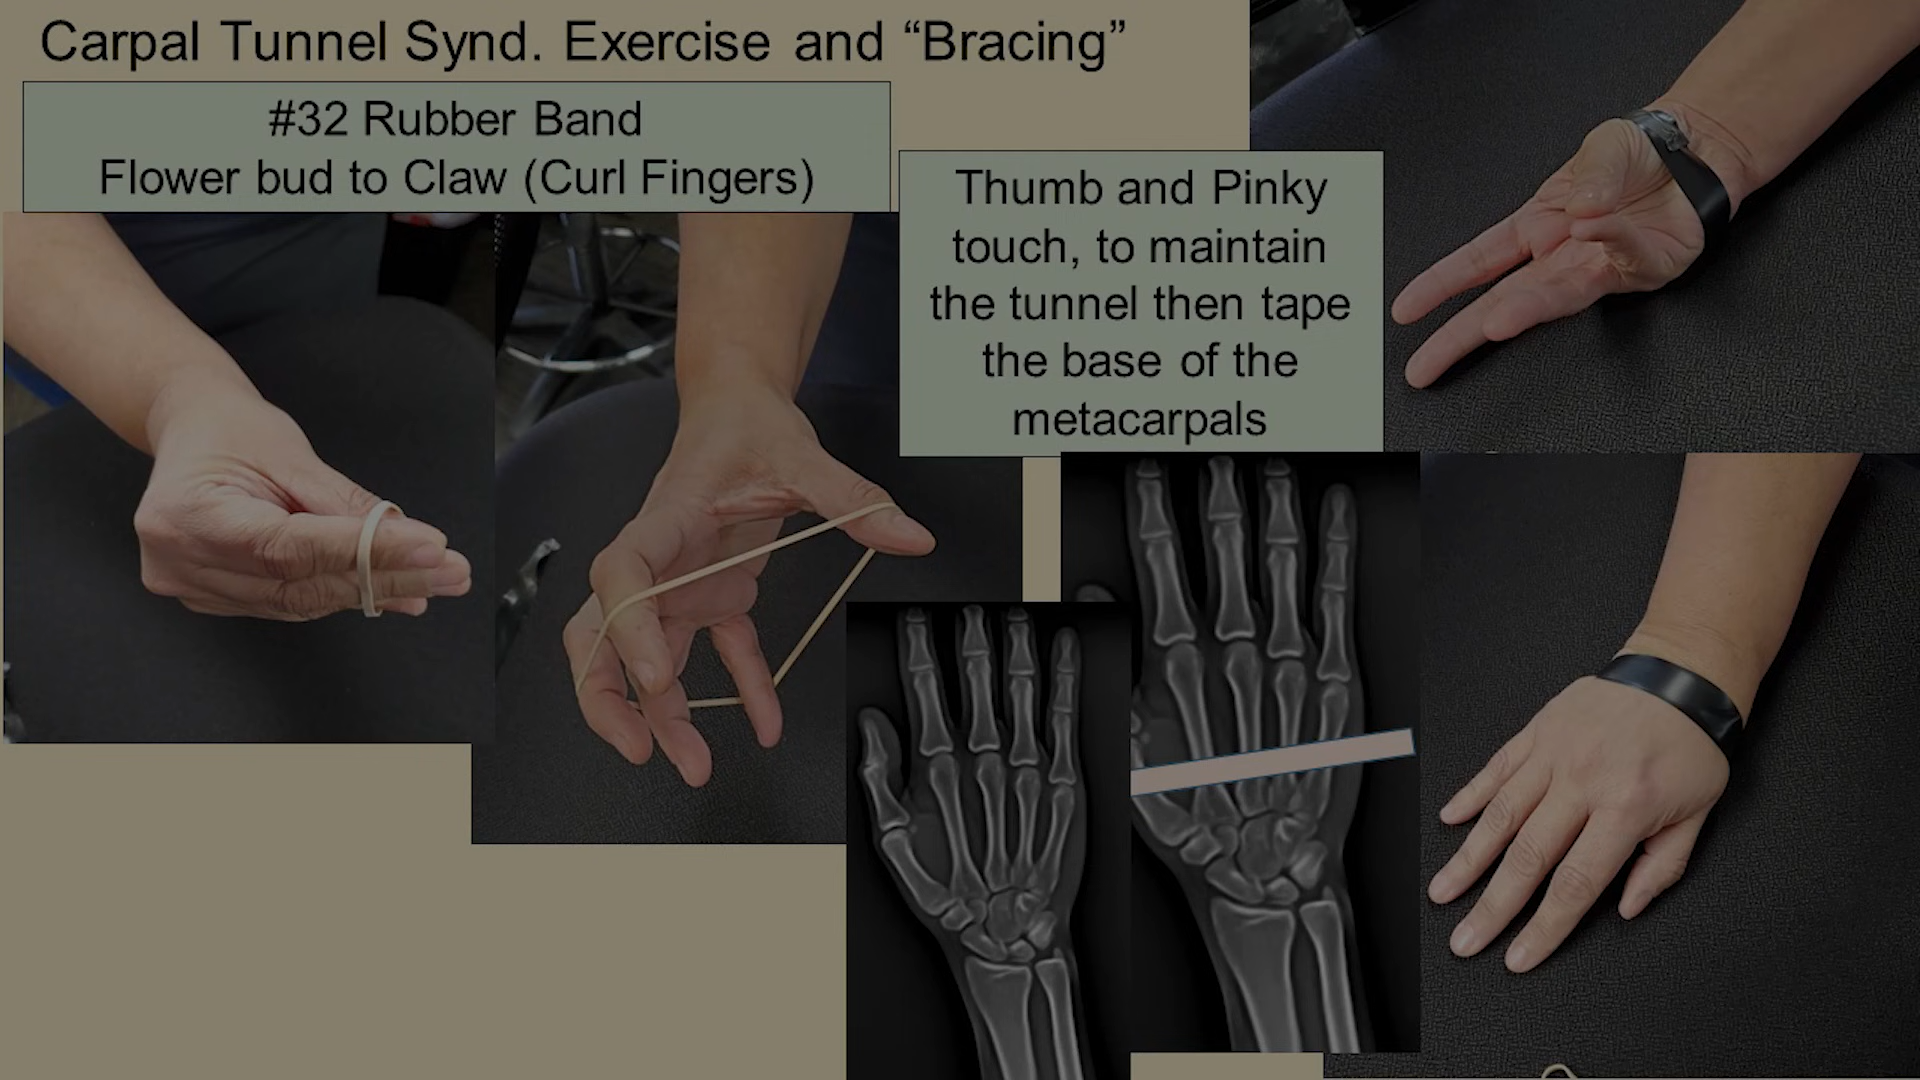 Carpal Tunnel Synd. Exercise and “Bracing”
#32 Rubber Band
Flower bud to Claw (Curl Fingers)
Thumb and Pinky
touch, to maintain
the tunnel then tape
the base of the
metacarpals